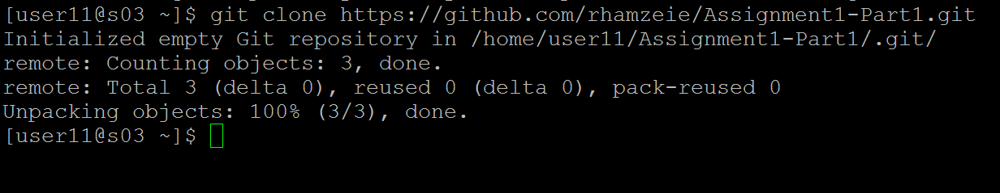 [user11@s03 ~]$ git clone https://github.com/rhamzeie/Assignment1-Part1.git
Initialized empty Git repository in /home/user11/Assignment1-Part1/.git/
remote: Counting objects: 3, done.
remote: Total 3 (delta 0), reused 0 (delta 0), pack-reused 0
Unpacking objects: 100% (3/3), done.
[user11@s03 ~]$